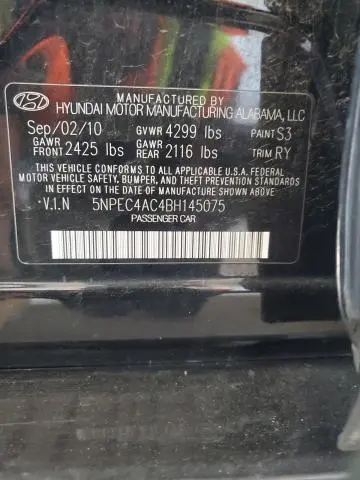 MANUFACTURED BY
HYUNDAI MOTOR MANUFACTURING ALABAMA, LLC
Sep/02/10 GVWR 4299 lbs PAINT S3
GAWR FRONT 2425 lbs GAWR REAR 2116 lbs TRIM RY
THIS VEHICLE CONFORMS TO ALL APPLICABLE U.S. FEDERAL
MOTOR VEHICLE SAFETY, BUMPER, AND THEFT PREVENTION STANDARDS
IN EFFECT ON THE DATE OF MANUFACTURE SHOWN ABOVE.
•V.I.N 5NPEC4AC4BH145075
PASSENGER CAR